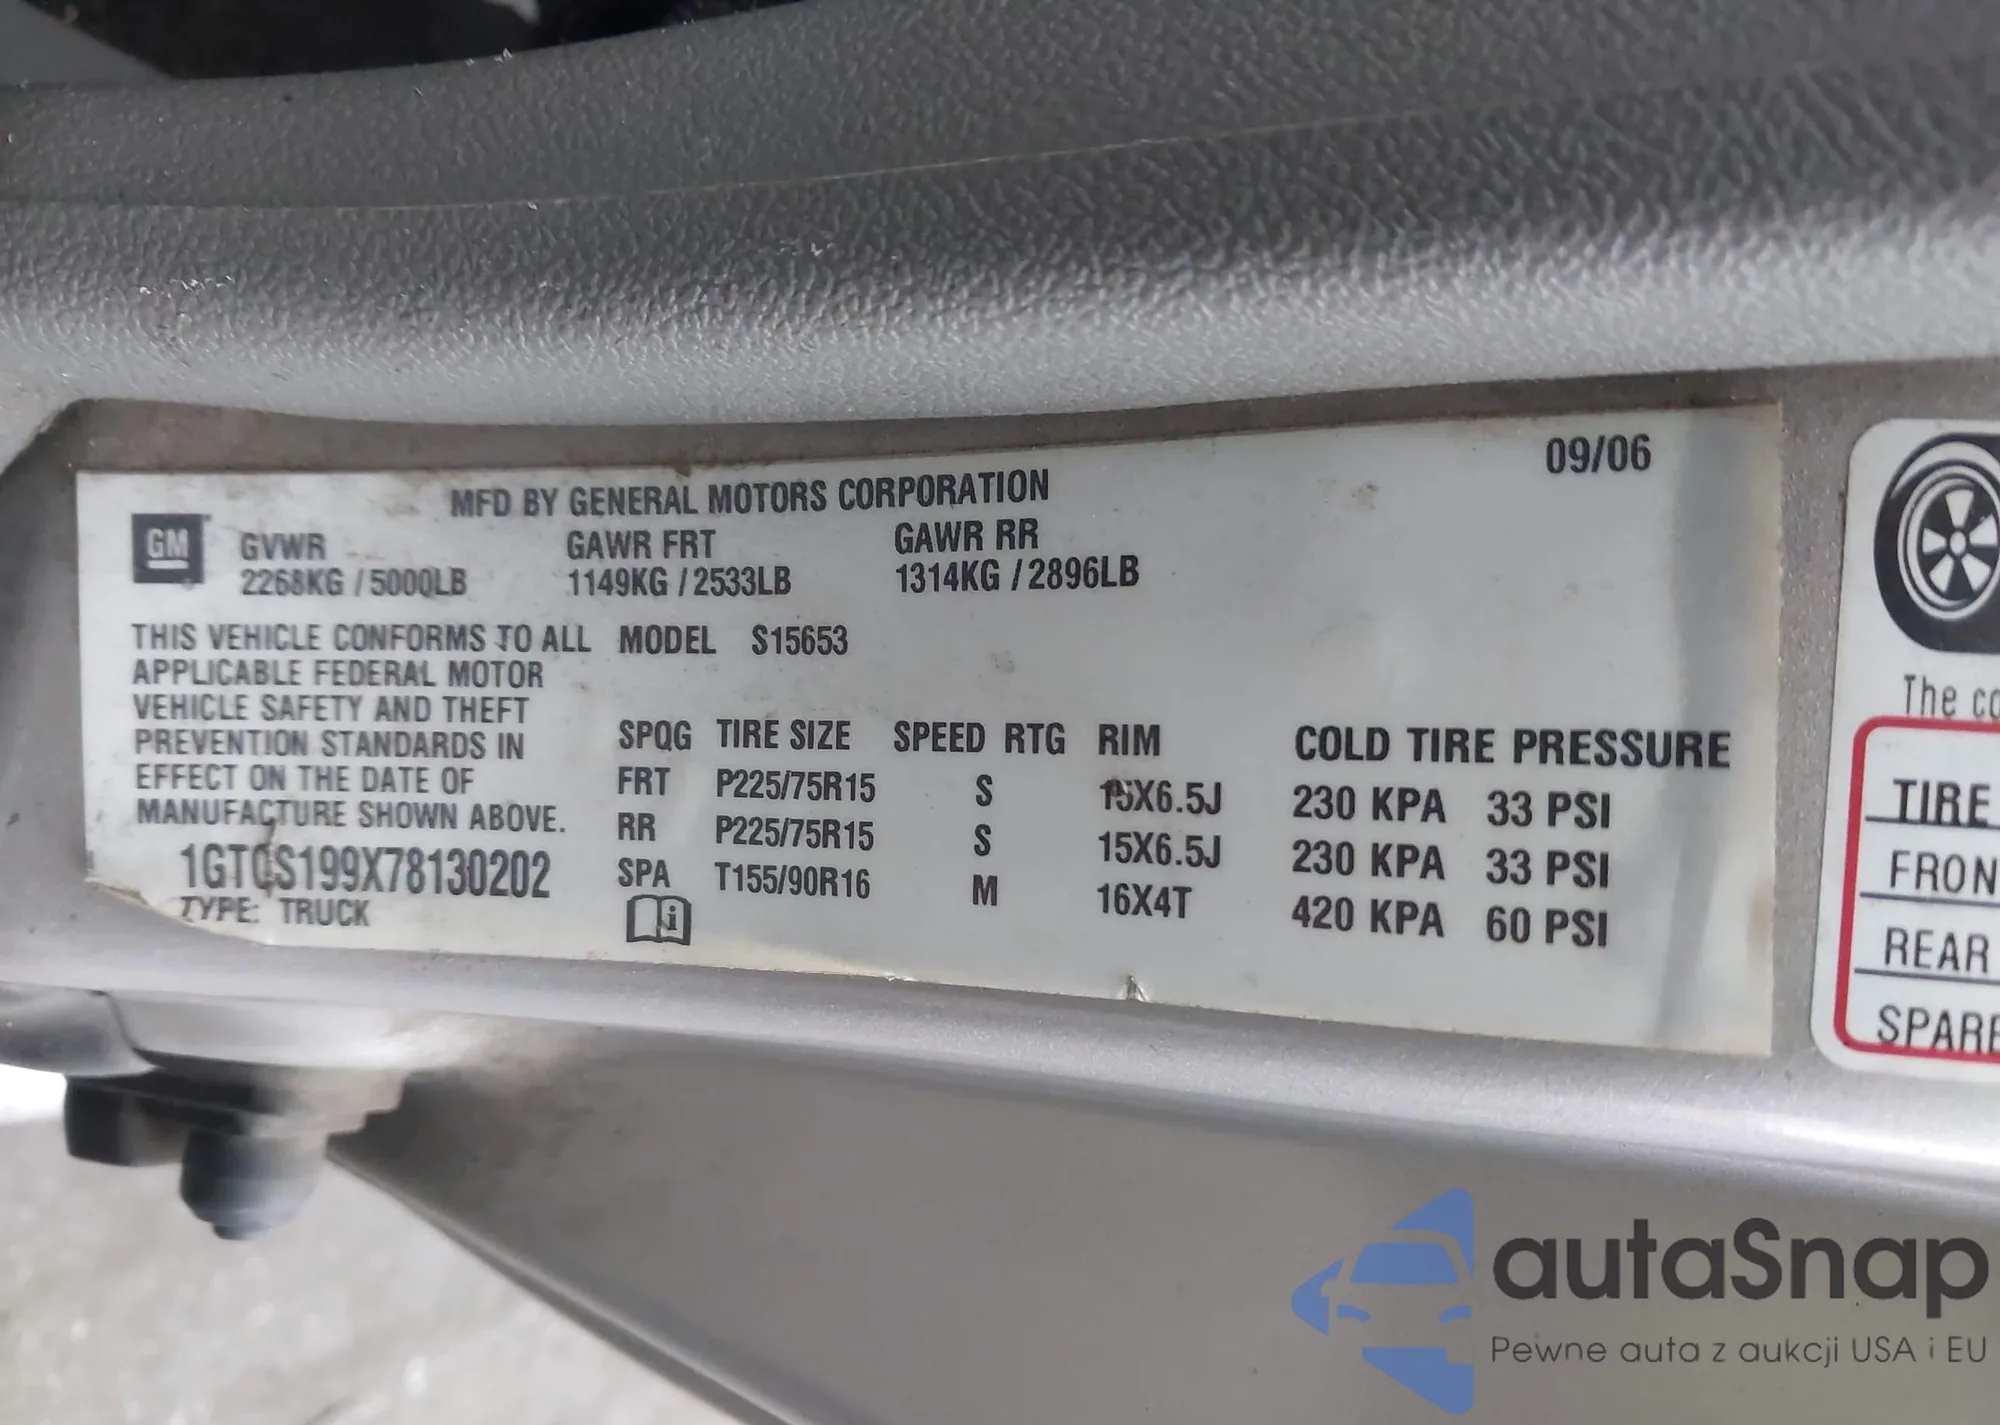 09/06
MFD BY GENERAL MOTORS CORPORATION
GM
GVWR GAWR FRT GAWR RR
2268KG / 5000LB 1149KG / 2533LB 1314KG / 2896LB
THIS VEHICLE CONFORMS TO ALL MODEL S15653
APPLICABLE FEDERAL MOTOR
VEHICLE SAFETY AND THEFT
PREVENTION STANDARDS IN
EFFECT ON THE DATE OF
MANUFACTURE SHOWN ABOVE.
1GTCS199X78130202
TYPE: TRUCK
SPQG TIRE SIZE SPEED RTG RIM COLD TIRE PRESSURE
FRT P225/75R15 S 15X6.5J 230 KPA 33 PSI
RR P225/75R15 S 15X6.5J 230 KPA 33 PSI
SPA T155/90R16 M 16X4T 420 KPA 60 PSI
i
The co
TIRE
FRON
REAR
SPARE
autaSnap
Pewne auta z aukcji USA i EU